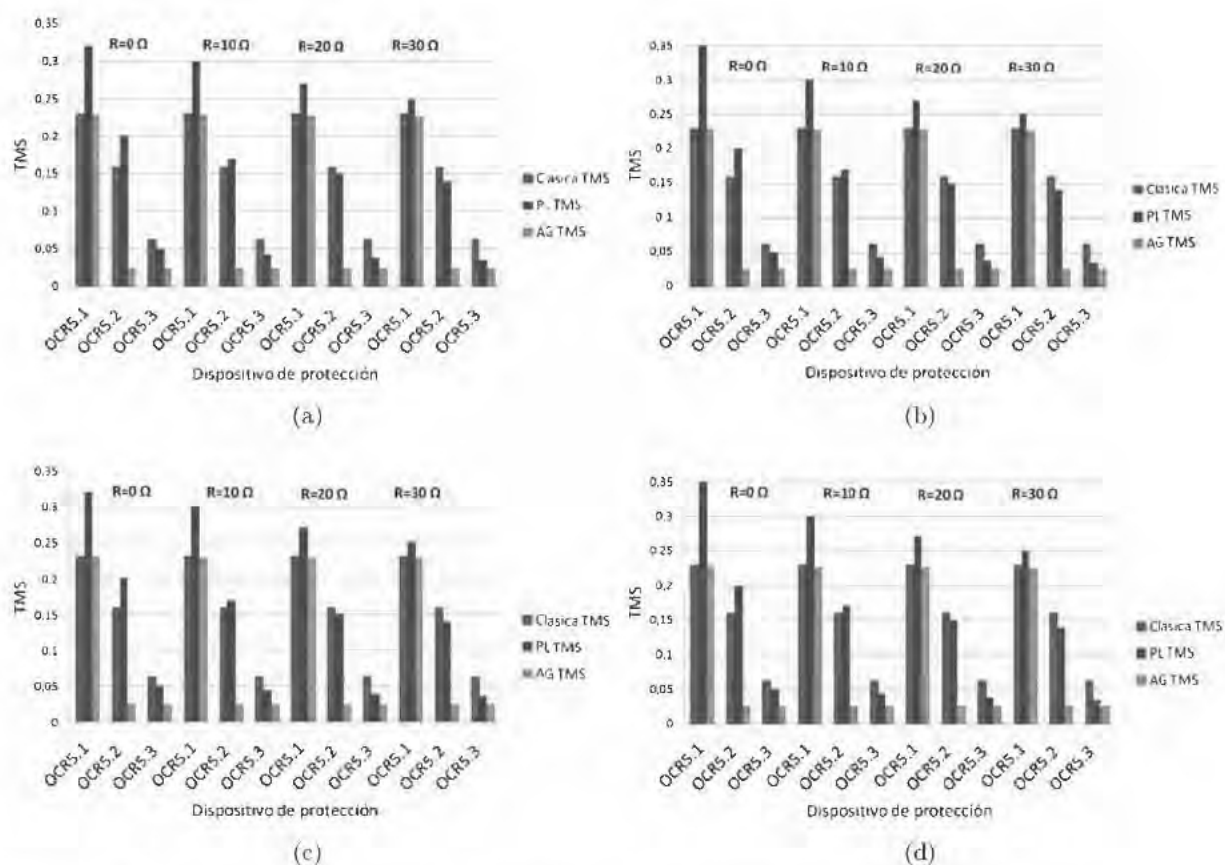 0,35
R=0 Ω R=10 Ω R=20 Ω R=30 Ω
0,3
0,25
0,2
0,15
0,1
0,05
0
TMS
Clasica TMS
PL TMS
AG TMS
OCR5.1 OCR5.2 OCR5.3 OCR5.1 OCR5.2 OCR5.3 OCR5.1 OCR5.2 OCR5.3 OCR5.1 OCR5.2 OCR5.3
Dispositivo de protección
(a)
0,35
R=0 Ω R=10 Ω R=20 Ω R=30 Ω
0,3
0,25
0,2
0,15
0,1
0,05
0
TMS
Clasica TMS
PL TMS
AG TMS
OCR5.1 OCR5.2 OCR5.3 OCR5.1 OCR5.2 OCR5.3 OCR5.1 OCR5.2 OCR5.3 OCR5.1 OCR5.2 OCR5.3
Dispositivo de protección
(b)
0,35
R=0 Ω R=10 Ω R=20 Ω R=30 Ω
0,3
0,25
0,2
0,15
0,1
0,05
0
TMS
Clasica TMS
PL TMS
AG TMS
OCR5.1 OCR5.2 OCR5.3 OCR5.1 OCR5.2 OCR5.3 OCR5.1 OCR5.2 OCR5.3 OCR5.1 OCR5.2 OCR5.3
Dispositivo de protección
(c)
0,35
R=0 Ω R=10 Ω R=20 Ω R=30 Ω
0,3
0,25
0,2
0,15
0,1
0,05
0
TMS
Clasica TMS
PL TMS
AG TMS
OCR5.1 OCR5.2 OCR5.3 OCR5.1 OCR5.2 OCR5.3 OCR5.1 OCR5.2 OCR5.3 OCR5.1 OCR5.2 OCR5.3
Dispositivo de protección
(d)